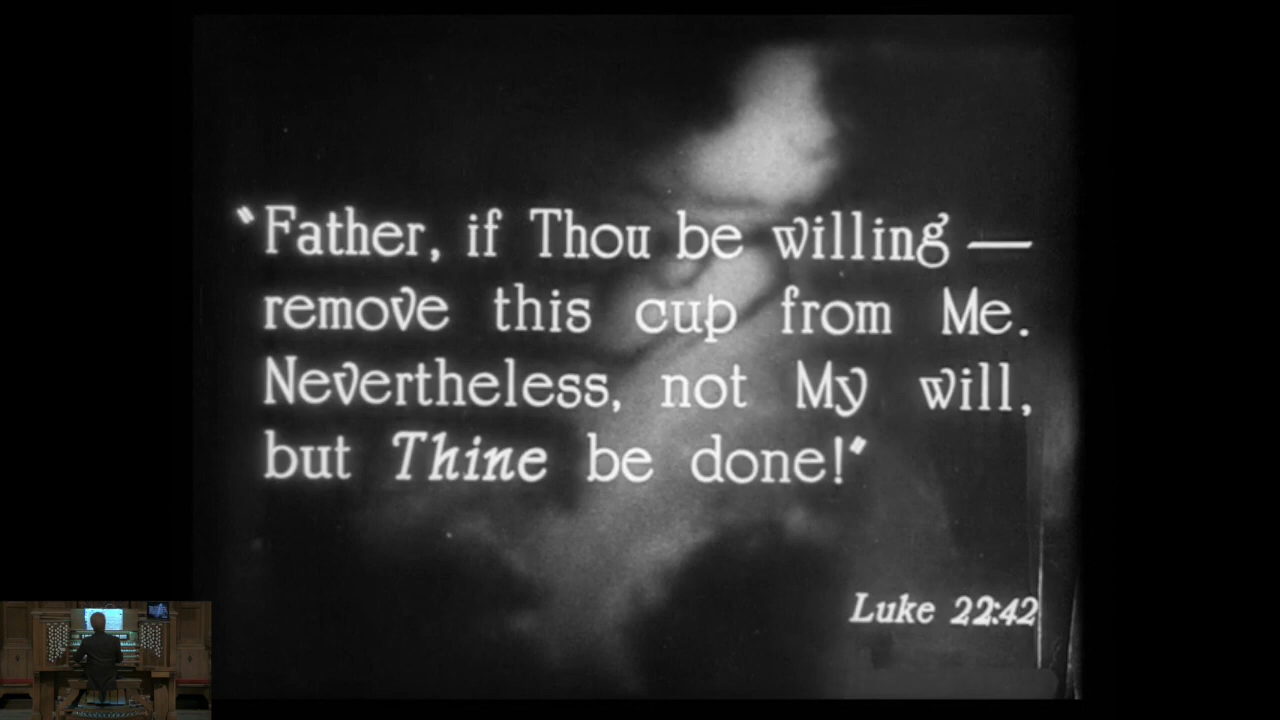 "Father, if Thou be willing —
remove this cup from Me.
Nevertheless, not My will,
but Thine be done!"
Luke 22:42